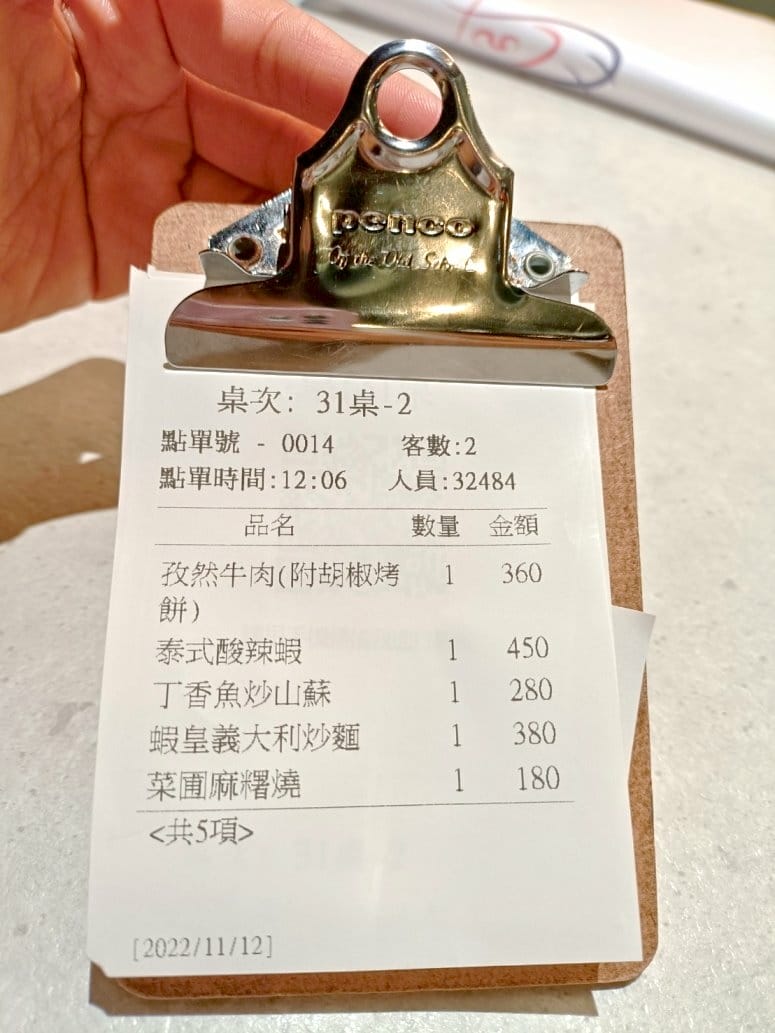 penco
桌次: 31桌-2
點單號 - 0014 客數:2
點單時間:12:06 人員:32484
品名 數量 金額
孜然牛肉(附胡椒烤 1 360
餅)
泰式酸辣蝦 1 450
丁香魚炒山蘇 1 280
蝦皇義大利炒麵 1 380
菜圃麻糬燒 1 180
<共5項>
[2022/11/12]